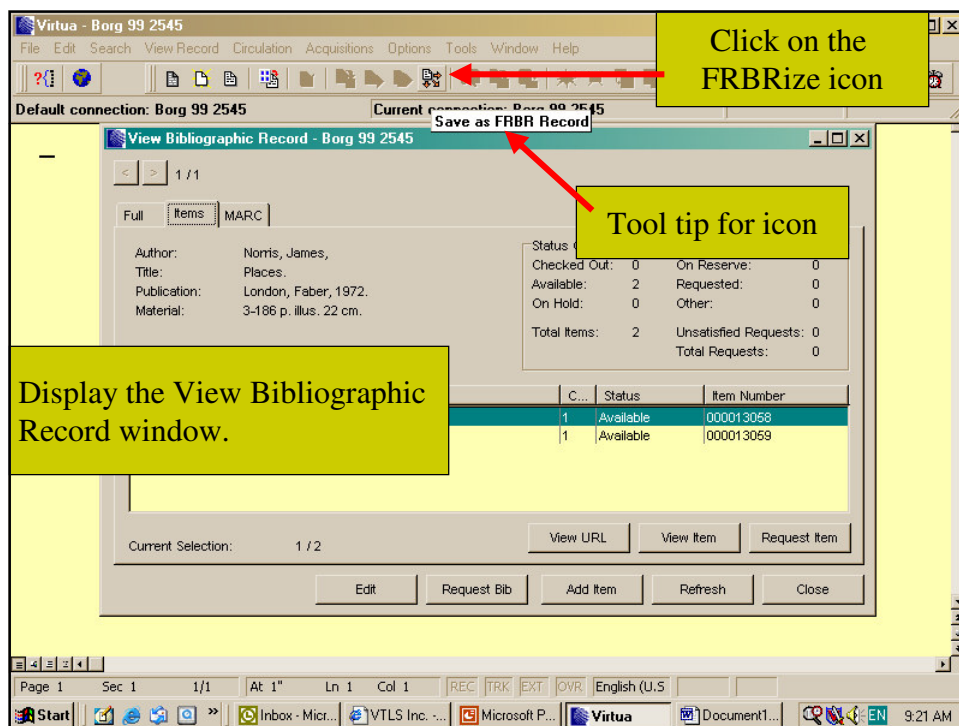 Virtua - Borg 99 2545
File Edit Search View Record Circulation Acquisitions Options Tools Window Help
Click on the
FRBRize icon
Default connection: Borg 99 2545
Current connection: Borg 99 2545
Save as FRBR Record
View Bibliographic Record - Borg 99 2545
< > 1 / 1
Full Items MARC
Tool tip for icon
Author: Norris, James,
Title: Places.
Publication: London, Faber, 1972.
Material: 3-186 p. illus. 22 cm.
Status
Checked Out: 0 On Reserve: 0
Available: 2 Requested: 0
On Hold: 0 Other: 0
Total Items: 2 Unsatisfied Requests: 0
Total Requests: 0
Display the View Bibliographic
Record window.
C... Status Item Number
1 Available 000013058
1 Available 000013059
Current Selection: 1 / 2
View URL View Item Request Item
Edit Request Bib Add Item Refresh Close
Page 1 Sec 1 1/1 At 1" Ln 1 Col 1 REC TRK EXT OVR English (U.S
Start » Inbox - Micr... VTLS Inc. -... Microsoft P... Virtua Document1... EN 9:21 AM